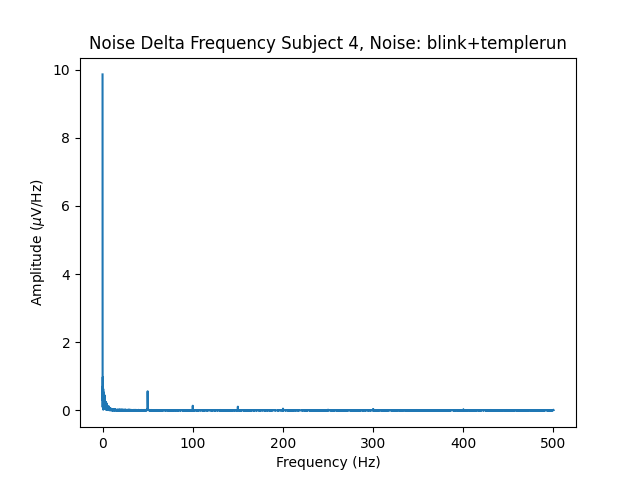 Noise Delta Frequency Subject 4, Noise: blink+templerun
10
8
6
4
2
0
Amplitude (μV/Hz)
0 100 200 300 400 500
Frequency (Hz)